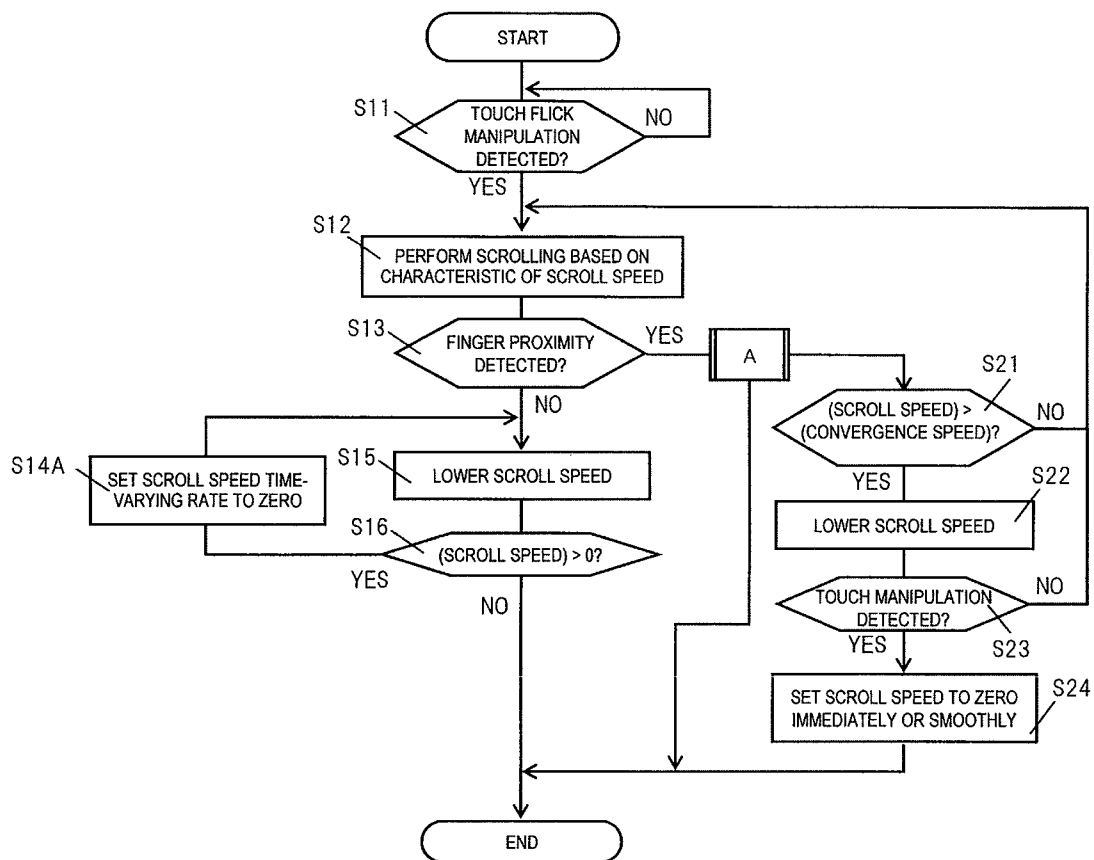 START
S11
TOUCH FLICK
MANIPULATION
DETECTED?
NO
YES
S12
PERFORM SCROLLING BASED ON
CHARACTERISTIC OF SCROLL SPEED
S13
FINGER PROXIMITY
DETECTED?
YES
A
NO
S21
(SCROLL SPEED) >
(CONVERGENCE SPEED)?
NO
YES
S14A
SET SCROLL SPEED TIME-
VARYING RATE TO ZERO
S15
LOWER SCROLL SPEED
S22
LOWER SCROLL SPEED
S16
(SCROLL SPEED) > 0?
YES
NO
TOUCH MANIPULATION
DETECTED?
NO
YES
S23
S24
SET SCROLL SPEED TO ZERO
IMMEDIATELY OR SMOOTHLY
END